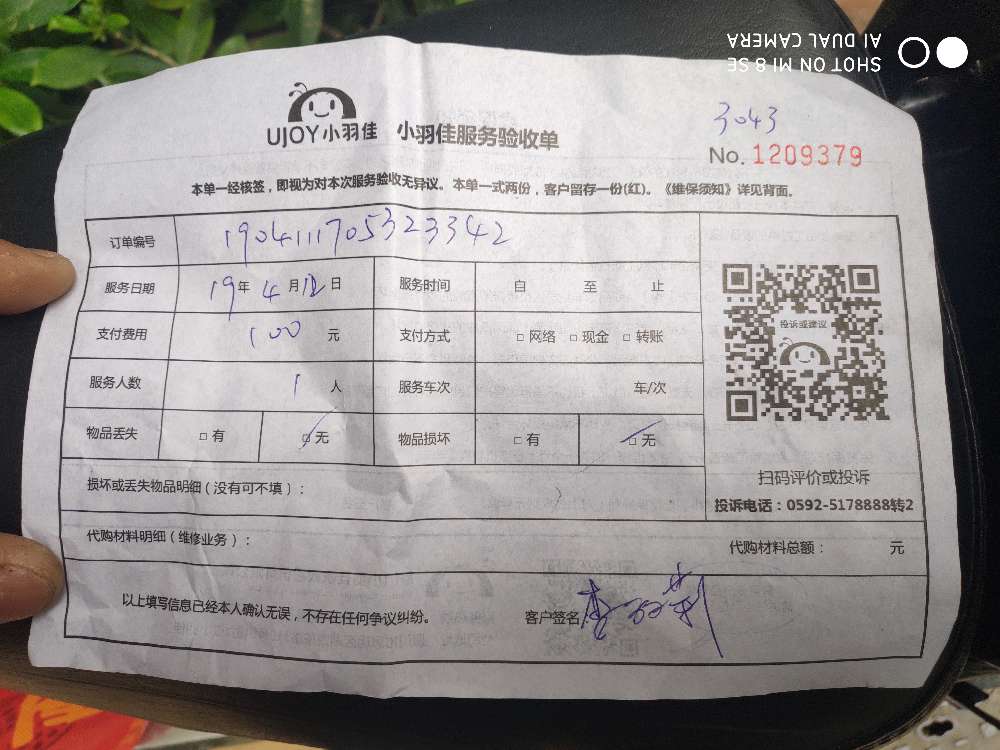 SHOT ON MI 8 SE
AI DUAL CAMERA
UJOY小羽佳 小羽佳服务验收单
3043
No. 1209379
本单一经核签，即视为对本次服务验收无异议。本单一式两份，客户留存一份(红)。《维保须知》详见背面。
订单编号 1904111705323342
服务日期 19年4月12日 服务时间 自 至 止
支付费用 100 元 支付方式 □网络 □现金 □转账
服务人数 1 人 服务车次 车/次
物品丢失 □有 □无 物品损坏 □有 □无
投诉或建议
扫码评价或投诉
投诉电话：0592-5178888转2
损坏或丢失物品明细（没有可不填）：
代购材料明细（维修业务）：
代购材料总额： 元
以上填写信息已经本人确认无误，不存在任何争议纠纷。 客户签名